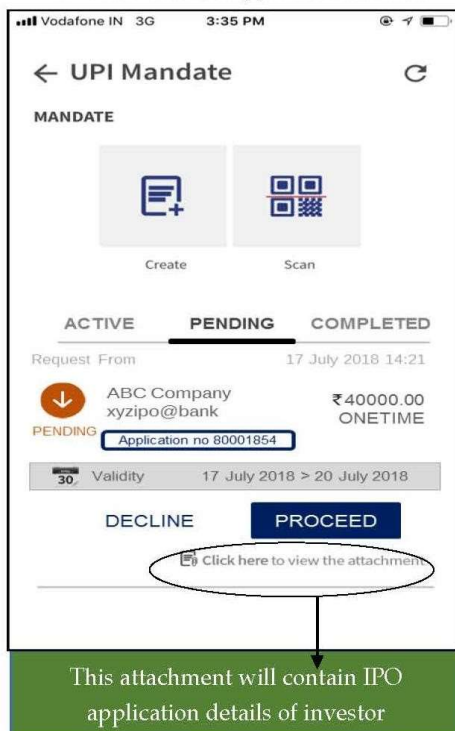 Vodafone IN 3G 3:35 PM
← UPI Mandate
MANDATE
Create Scan
ACTIVE PENDING COMPLETED
Request From 17 July 2018 14:21
ABC Company ₹40000.00
xyzipo@bank ONETIME
PENDING
Application no 80001854
30 Validity 17 July 2018 > 20 July 2018
DECLINE PROCEED
Click here to view the attachment
This attachment will contain IPO
application details of investor